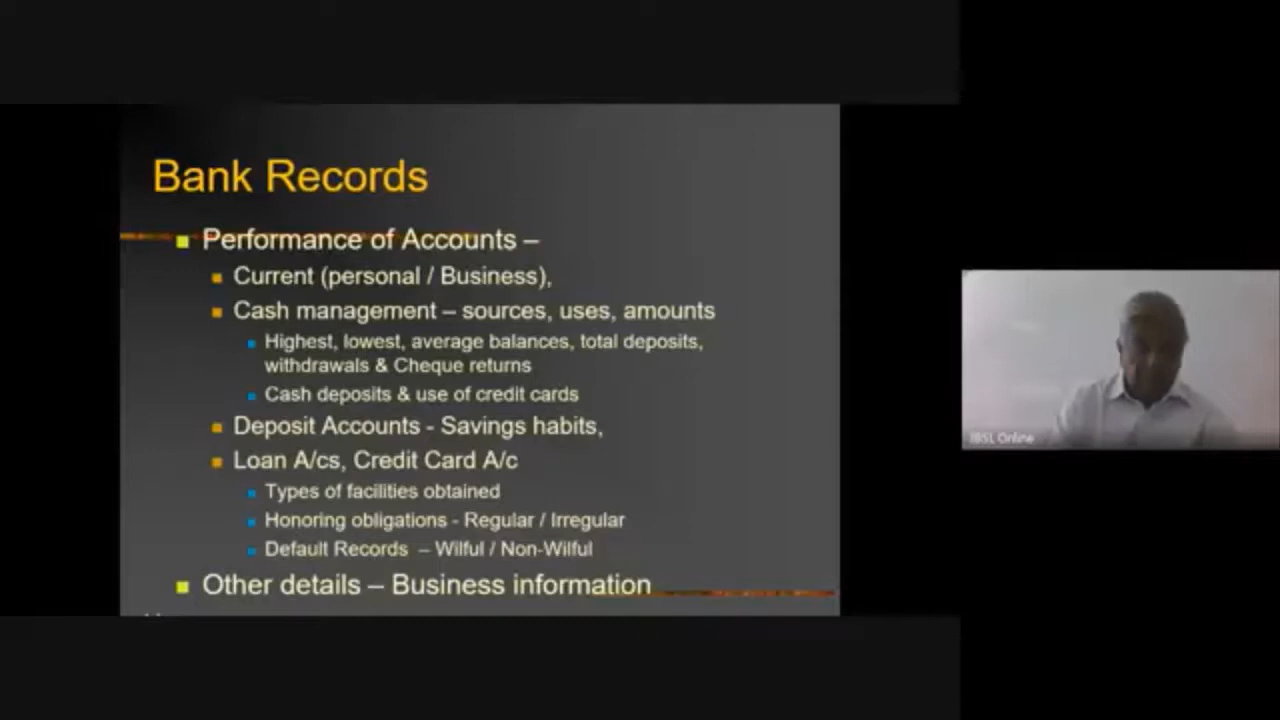 Bank Records
Performance of Accounts –
Current (personal / Business),
Cash management – sources, uses, amounts
Highest, lowest, average balances, total deposits,
withdrawals & Cheque returns
Cash deposits & use of credit cards
Deposit Accounts - Savings habits,
Loan A/cs, Credit Card A/c
Types of facilities obtained
Honoring obligations - Regular / Irregular
Default Records – Wilful / Non-Wilful
Other details – Business information
IBSL Online